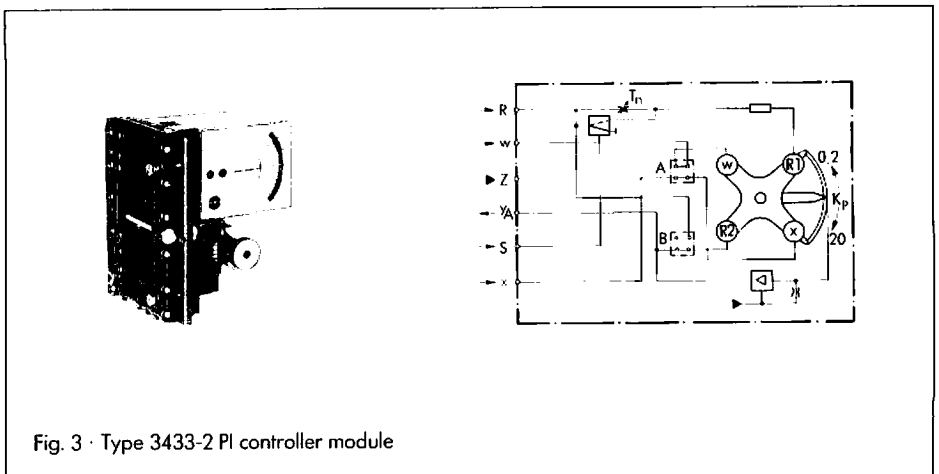 R
w
Z
yA
S
x
Tn
A
B
w
R1
R2
x
0.2
Kp
20
Fig. 3 · Type 3433-2 PI controller module